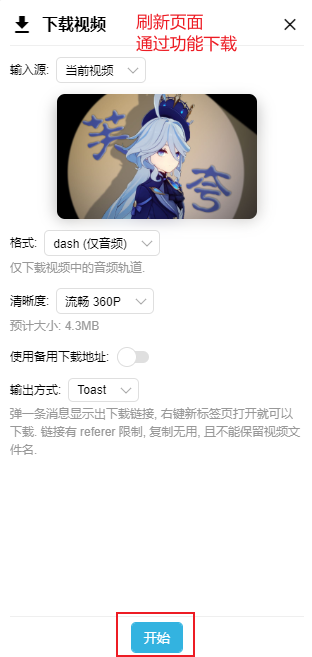 下载视频
刷新页面
通过功能下载
输入源: 当前视频
芙
夸
格式: dash (仅音频)
仅下载视频中的音频轨道.
清晰度: 流畅 360P
预计大小: 4.3MB
使用备用下载地址:
输出方式: Toast
弹一条消息显示出下载链接, 右键新标签页打开就可以
下载. 链接有 referer 限制, 复制无用, 且不能保留视频文
件名.
开始